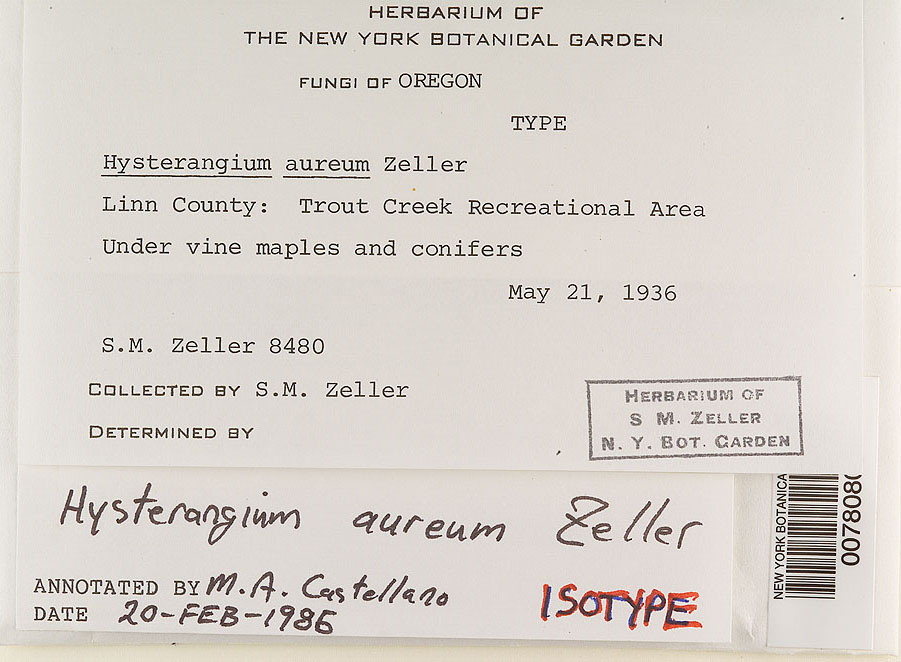 HERBARIUM OF
THE NEW YORK BOTANICAL GARDEN
FUNGI OF OREGON
TYPE
Hysterangium aureum Zeller
Linn County: Trout Creek Recreational Area
Under vine maples and conifers
May 21, 1936
S.M. Zeller 8480
COLLECTED BY S.M. Zeller
DETERMINED BY
HERBARIUM OF
S M. ZELLER
N. Y. BOT. GARDEN
Hysterangium aureum Zeller
ANNOTATED BY M.A. Castellano
DATE 20-FEB-1986
ISOTYPE
NEW YORK BOTANICA
007808